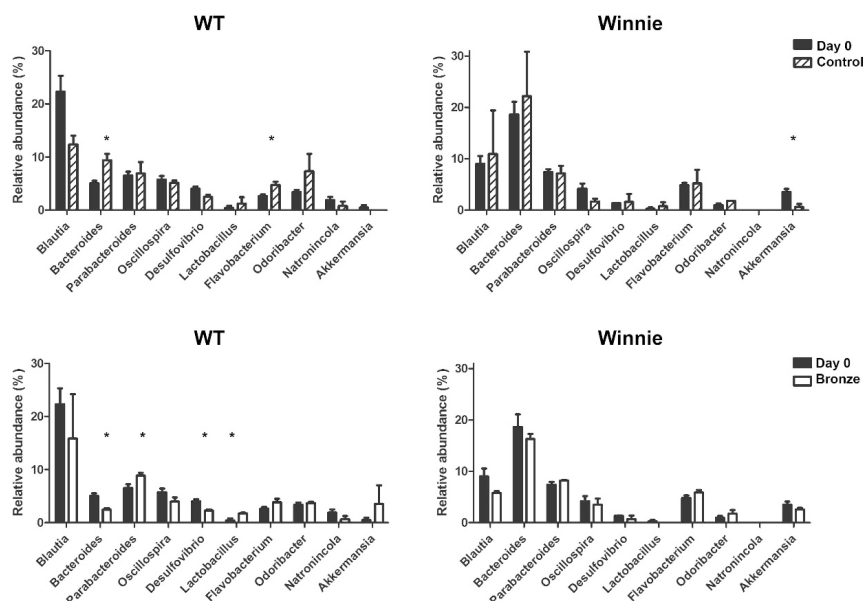 WT
Relative abundance (%)
30
20
10
0
Blautia
Bacteroides
Parabacteroides
Oscillospira
Desulfovibrio
Lactobacillus
Flavobacterium
Odoribacter
Natronincola
Akkermansia
*
*
Winnie
Day 0
Control
Relative abundance (%)
30
20
10
0
Blautia
Bacteroides
Parabacteroides
Oscillospira
Desulfovibrio
Lactobacillus
Flavobacterium
Odoribacter
Natronincola
Akkermansia
*
WT
Relative abundance (%)
30
20
10
0
Blautia
Bacteroides
Parabacteroides
Oscillospira
Desulfovibrio
Lactobacillus
Flavobacterium
Odoribacter
Natronincola
Akkermansia
*
*
*
*
Winnie
Day 0
Bronze
Relative abundance (%)
30
20
10
0
Blautia
Bacteroides
Parabacteroides
Oscillospira
Desulfovibrio
Lactobacillus
Flavobacterium
Odoribacter
Natronincola
Akkermansia